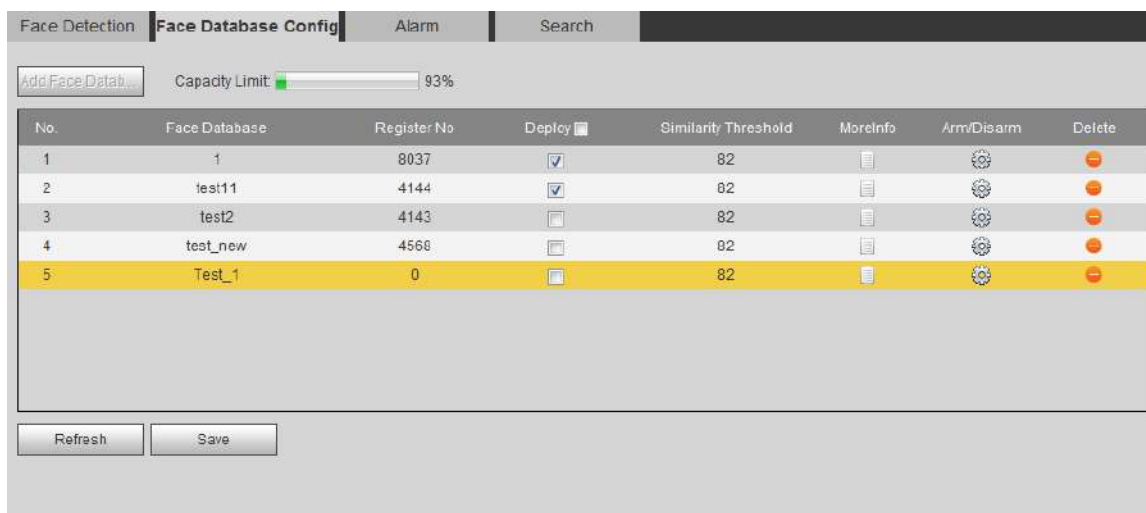 Face Detection Face Database Config Alarm Search
Add Face Datab... Capacity Limit: 93%
No. Face Database Register No Deploy Similarity Threshold MoreInfo Arm/Disarm Delete
1 1 8037 82
2 test11 4144 82
3 test2 4143 82
4 test_new 4568 82
5 Test_1 0 82
Refresh Save